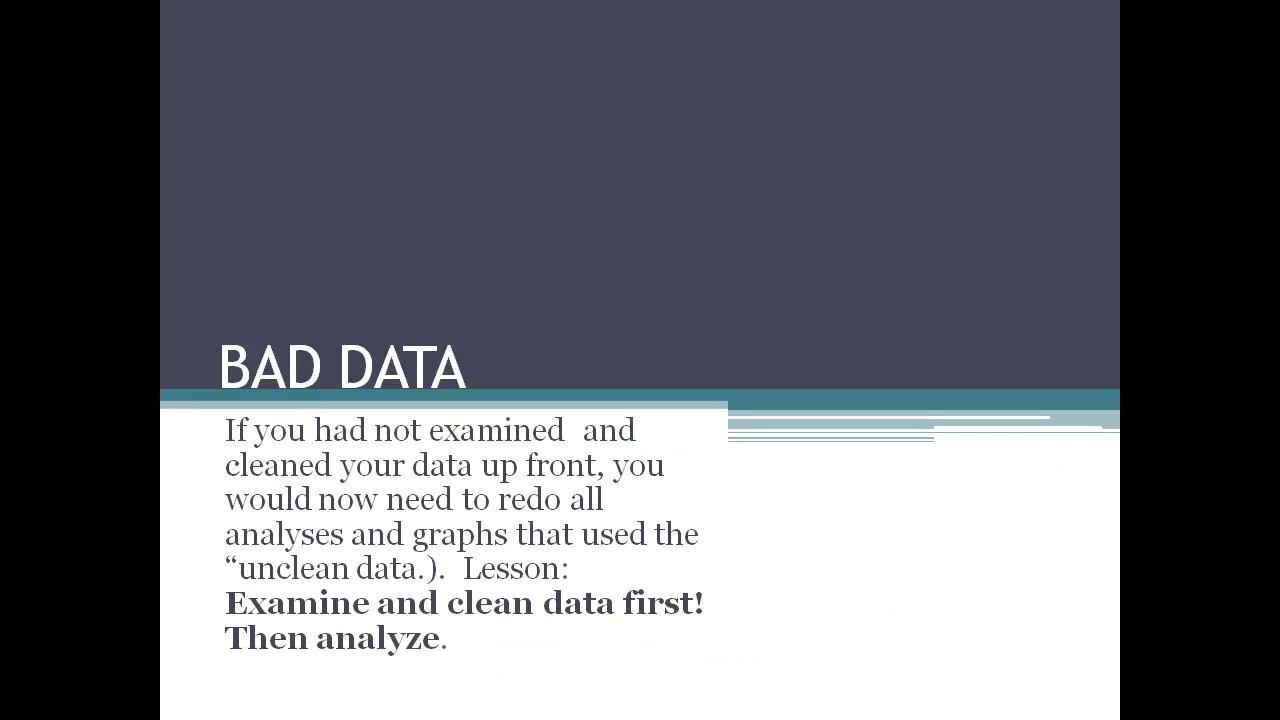 BAD DATA
If you had not examined  and
cleaned your data up front, you
would now need to redo all
analyses and graphs that used the
“unclean data.).  Lesson:
Examine and clean data first!
Then analyze.